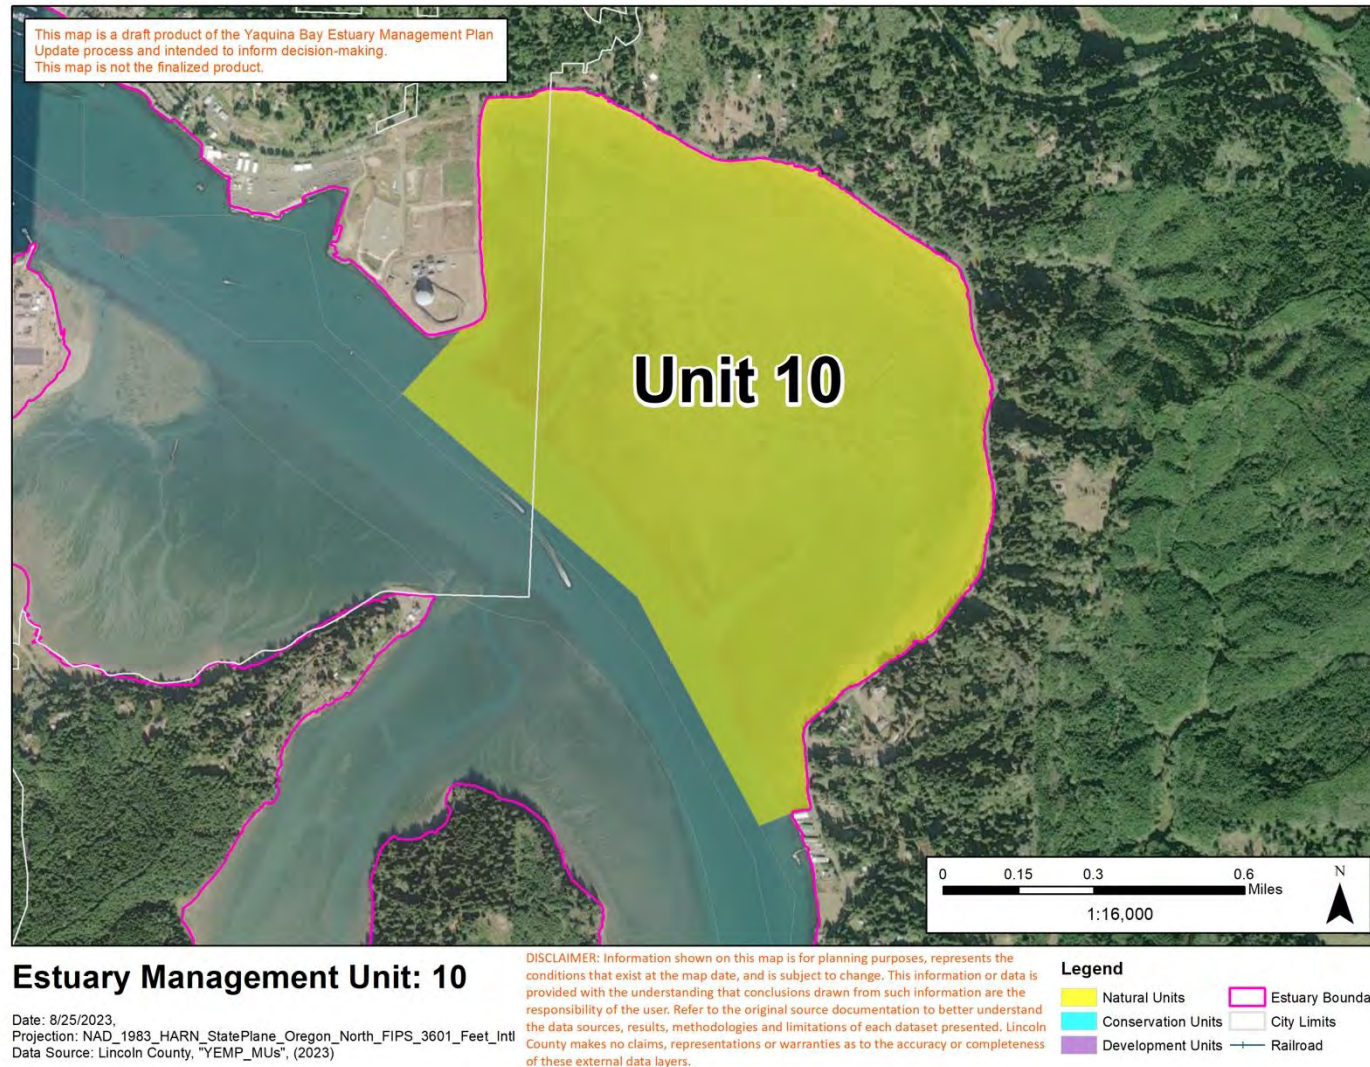 This map is a draft product of the Yaquina Bay Estuary Management Plan
Update process and intended to inform decision-making.
This map is not the finalized product.
Unit 10
0 0.15 0.3 0.6
Miles
1:16,000
N
Estuary Management Unit: 10
Date: 8/25/2023,
Projection: NAD_1983_HARN_StatePlane_Oregon_North_FIPS_3601_Feet_Intl
Data Source: Lincoln County, "YEMP_MUs", (2023)
DISCLAIMER: Information shown on this map is for planning purposes, represents the
conditions that exist at the map date, and is subject to change. This information or data is
provided with the understanding that conclusions drawn from such information are the
responsibility of the user. Refer to the original source documentation to better understand
the data sources, results, methodologies and limitations of each dataset presented. Lincoln
County makes no claims, representations or warranties as to the accuracy or completeness
of these external data layers.
Legend
Natural Units
Conservation Units
Development Units
Estuary Bounda
City Limits
Railroad